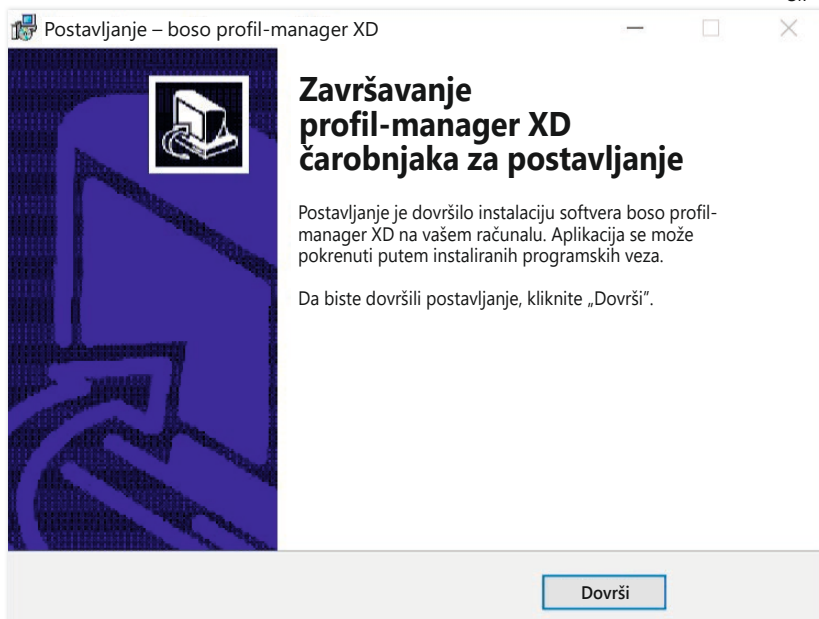 Postavljanje – boso profil-manager XD
Završavanje
profil-manager XD
čarobnjaka za postavljanje
Postavljanje je dovršilo instalaciju softvera boso profil-
manager XD na vašem računalu. Aplikacija se može
pokrenuti putem instaliranih programskih veza.
Da biste dovršili postavljanje, kliknite „Dovrši”.
Dovrši